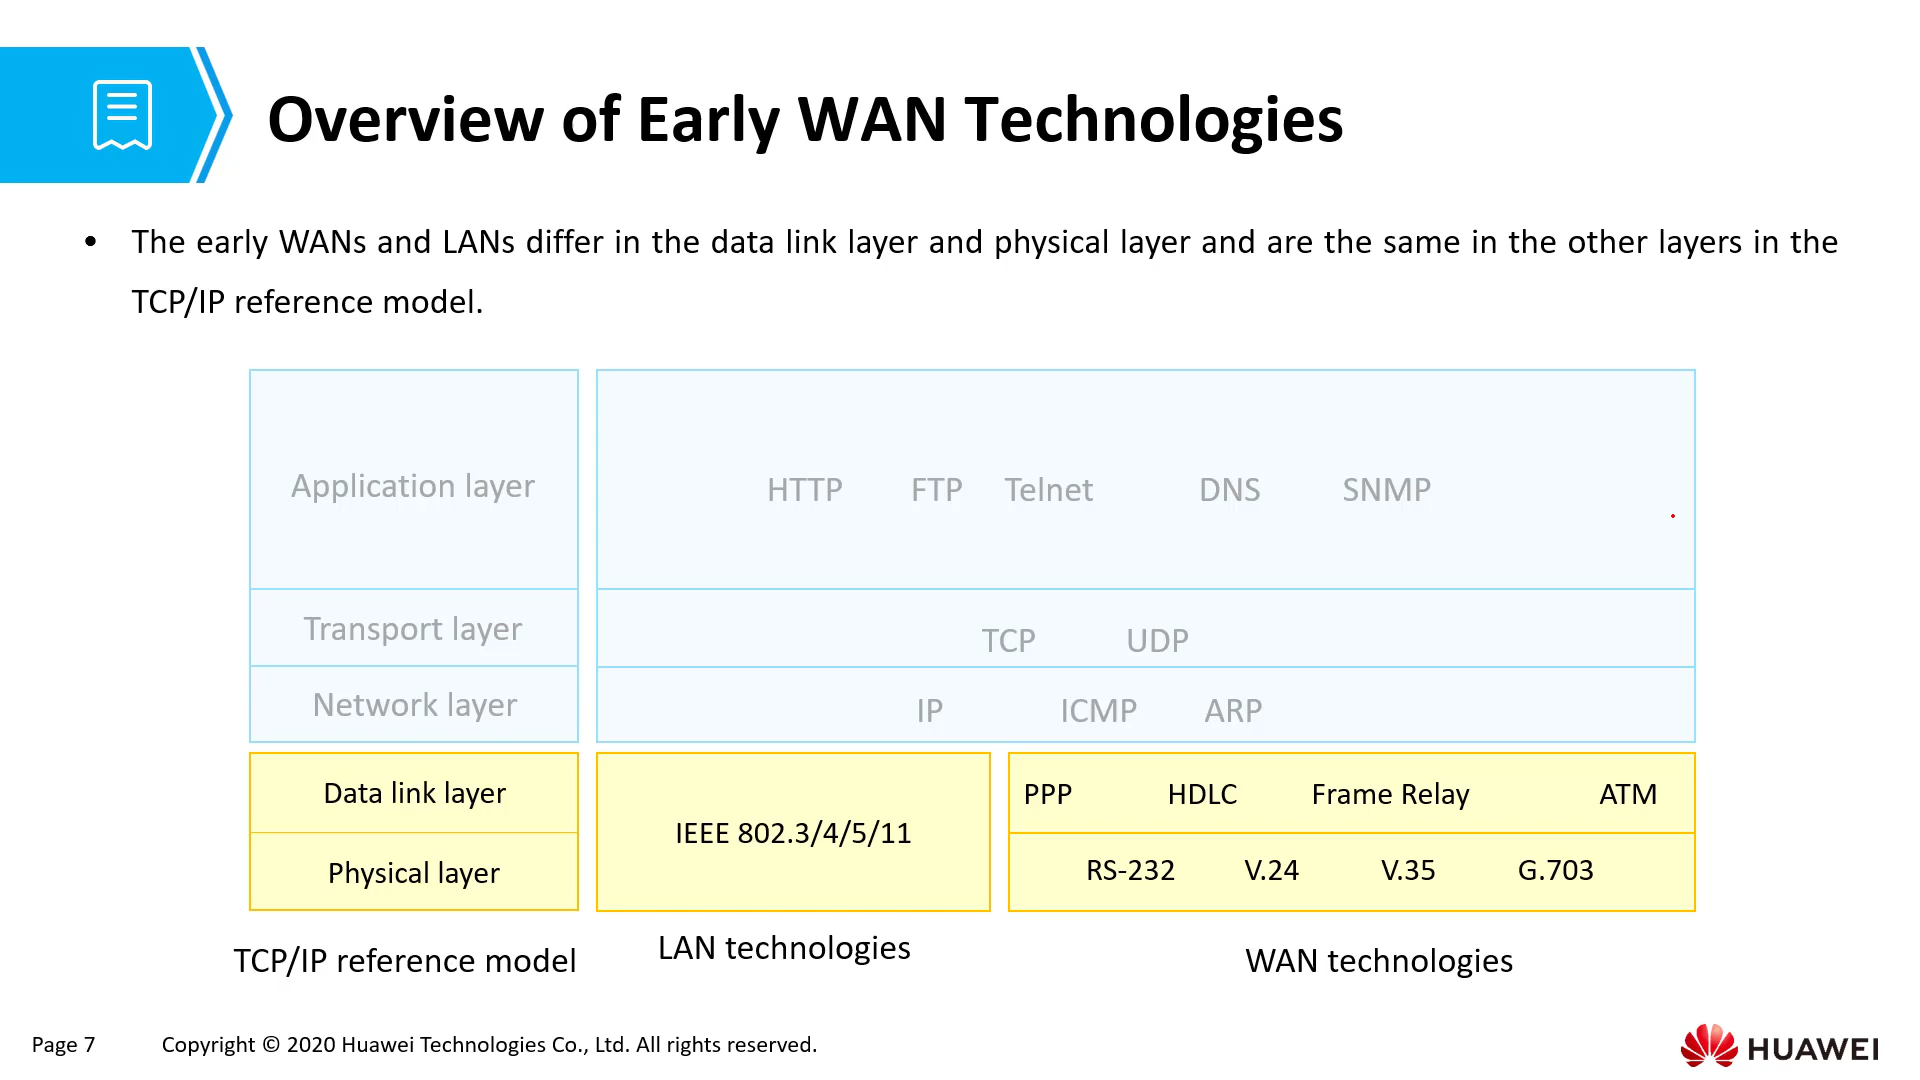 Overview of Early WAN Technologies
• The early WANs and LANs differ in the data link layer and physical layer and are the same in the other layers in the
TCP/IP reference model.
Application layer
HTTP FTP Telnet DNS SNMP
Transport layer
TCP UDP
Network layer
IP ICMP ARP
Data link layer
PPP HDLC Frame Relay ATM
IEEE 802.3/4/5/11
Physical layer
RS-232 V.24 V.35 G.703
TCP/IP reference model
LAN technologies
WAN technologies
Page 7
Copyright © 2020 Huawei Technologies Co., Ltd. All rights reserved.
HUAWEI